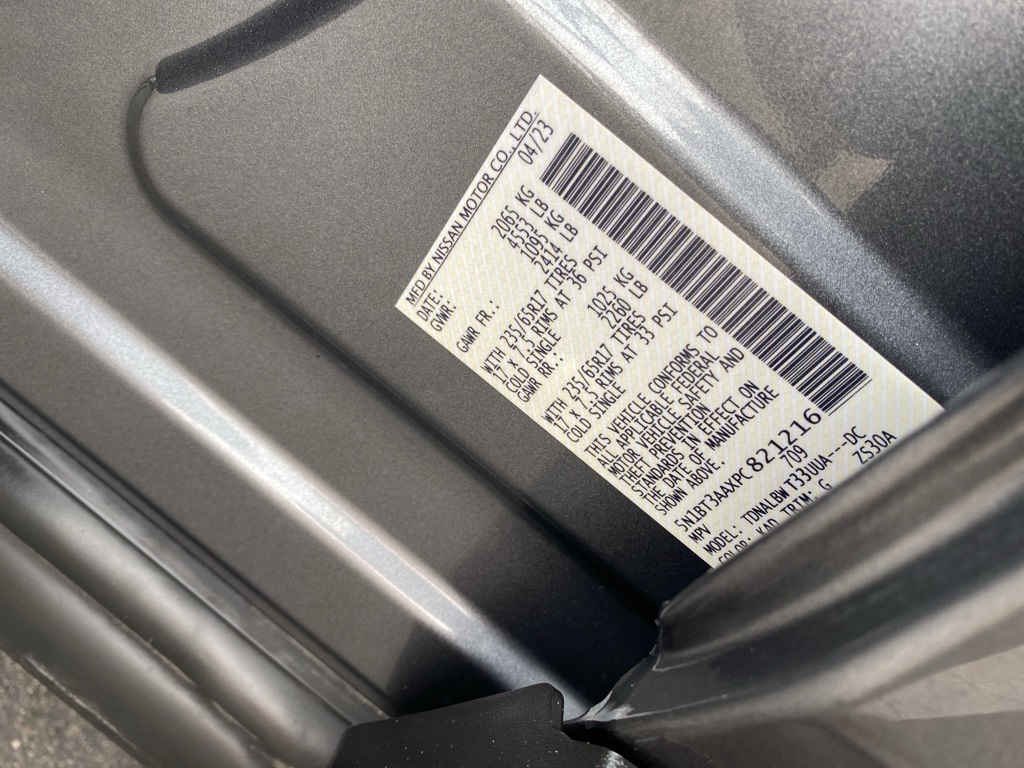 MFD BY NISSAN MOTOR CO., LTD.
DATE: 04/23
GVWR: 2065 KG
4553 LB
GAWR FR.: 1095 KG
2414 LB
WITH 235/65R17 TIRES
17 X 7.5 RIMS AT 36 PSI
COLD SINGLE
GAWR RR.: 1025 KG
2260 LB
WITH 235/65R17 TIRES
17 X 7.5 RIMS AT 33 PSI
COLD SINGLE
THIS VEHICLE CONFORMS TO
ALL APPLICABLE FEDERAL
MOTOR VEHICLE SAFETY AND
THEFT PREVENTION
STANDARDS IN EFFECT ON
THE DATE OF MANUFACTURE
SHOWN ABOVE.
5N1BT3AAXPC821216
MPV 709
MODEL: TDNALBWT33UUA---DC
COLOR: KAD TRIM: G ZS30A